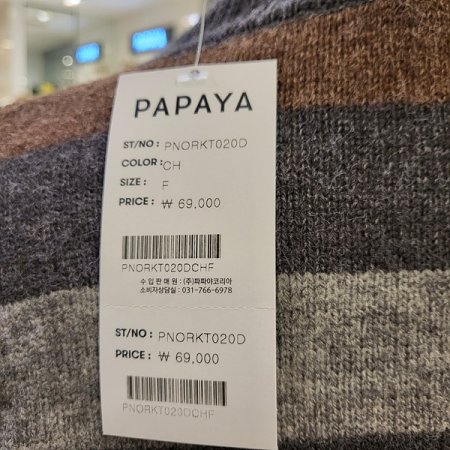 PAPAYA
ST/NO : PNORKT020D
COLOR : CH
SIZE : F
PRICE : ₩ 69,000
PNORKT020DCHF
수 입 판 매 원 : (주)파파야코리아
소비자상담실 : 031-766-6978
ST/NO : PNORKT020D
PRICE : ₩ 69,000
PNORKT020DCHF